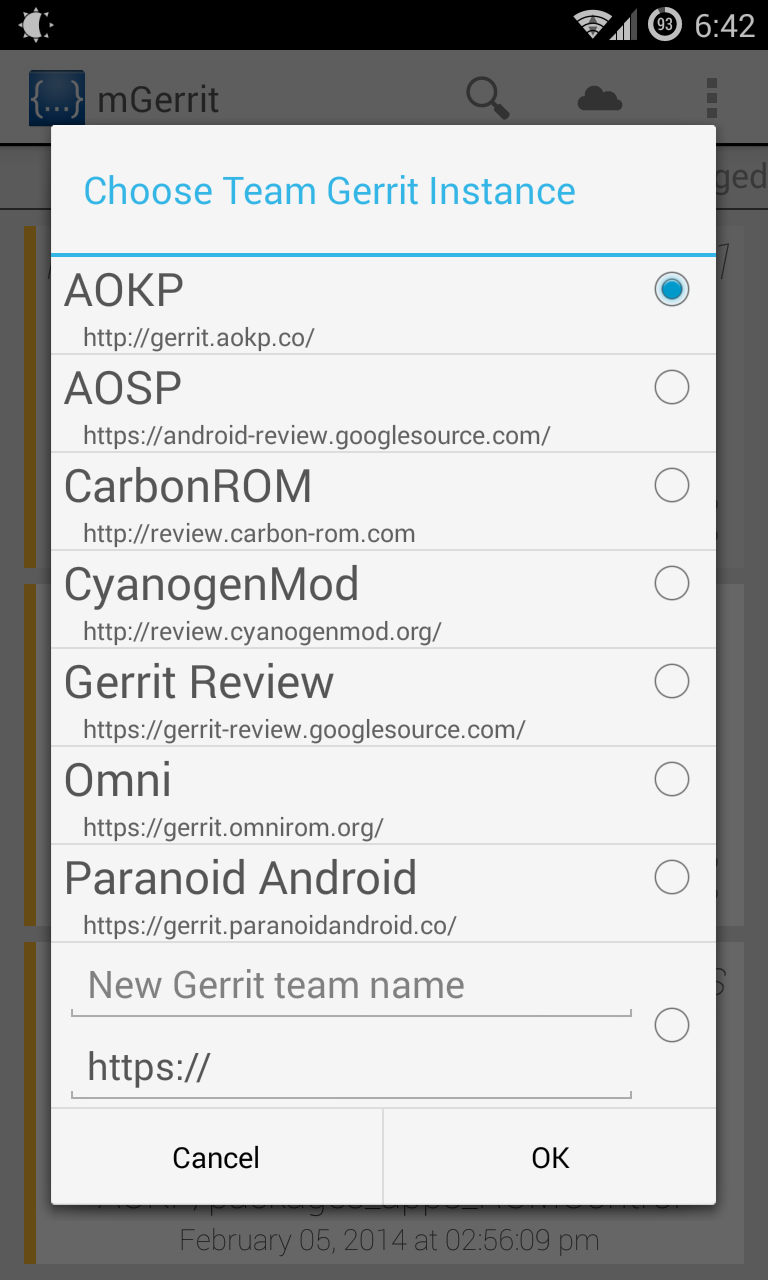 93 6:42
{...} mGerrit
Choose Team Gerrit Instance
AOKP
http://gerrit.aokp.co/
AOSP
https://android-review.googlesource.com/
CarbonROM
http://review.carbon-rom.com
CyanogenMod
http://review.cyanogenmod.org/
Gerrit Review
https://gerrit-review.googlesource.com/
Omni
https://gerrit.omnirom.org/
Paranoid Android
https://gerrit.paranoidandroid.co/
New Gerrit team name
https://
Cancel OK
February 05, 2014 at 02:56:09 pm